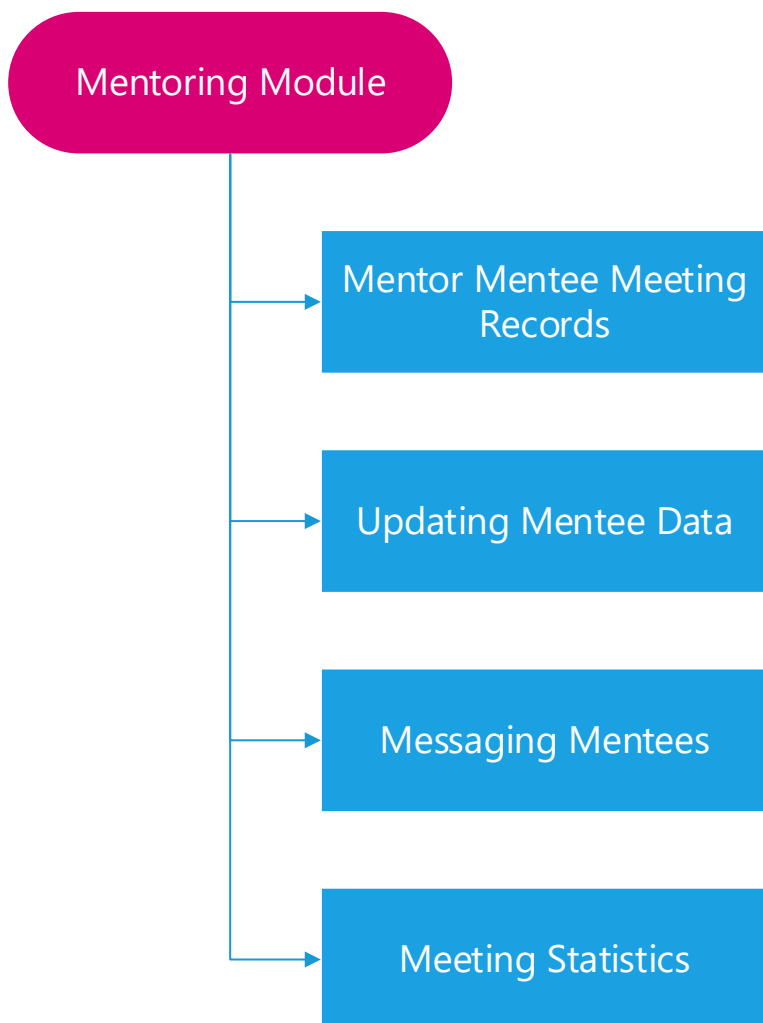 Mentoring Module
Mentor Mentee Meeting
Records
Updating Mentee Data
Messaging Mentees
Meeting Statistics